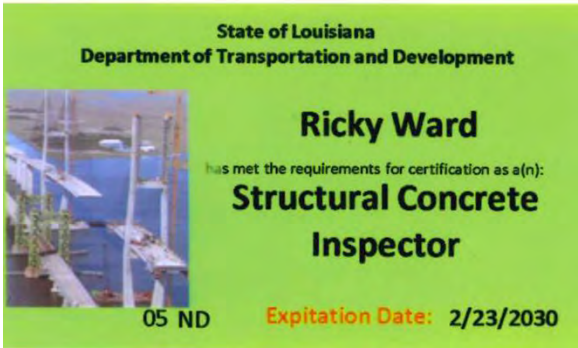 State of Louisiana
Department of Transportation and Development
Ricky Ward
has met the requirements for certification as a(n):
Structural Concrete
Inspector
05 ND
Expitation Date: 2/23/2030